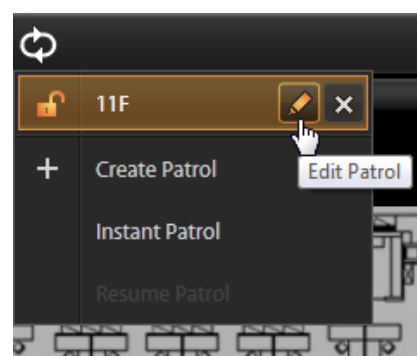 11F
Create Patrol
Edit Patrol
Instant Patrol
Resume Patrol